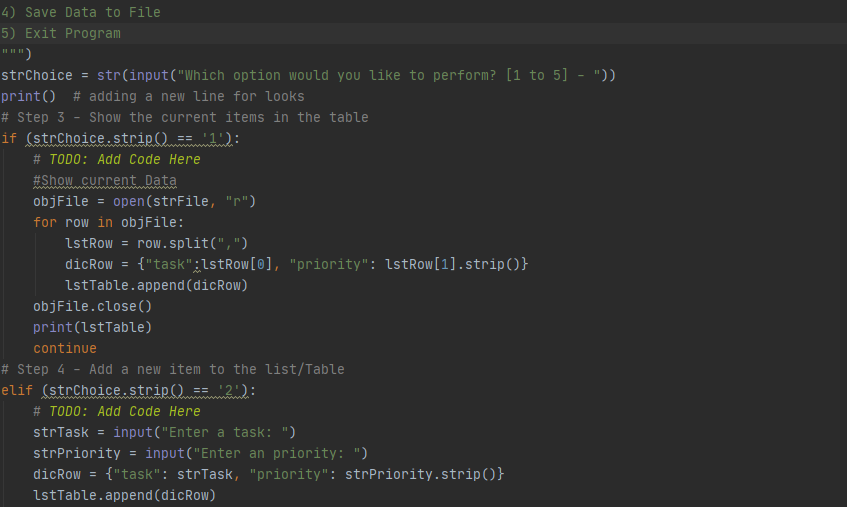 4) Save Data to File
5) Exit Program
""")
strChoice = str(input("Which option would you like to perform? [1 to 5] - "))
print()  # adding a new line for looks
# Step 3 - Show the current items in the table
if (strChoice.strip() == '1'):
    # TODO: Add Code Here
    #Show current Data
    objFile = open(strFile, "r")
    for row in objFile:
        lstRow = row.split(",")
        dicRow = {"task":lstRow[0], "priority": lstRow[1].strip()}
        lstTable.append(dicRow)
    objFile.close()
    print(lstTable)
    continue
# Step 4 - Add a new item to the list/Table
elif (strChoice.strip() == '2'):
    # TODO: Add Code Here
    strTask = input("Enter a task: ")
    strPriority = input("Enter an priority: ")
    dicRow = {"task": strTask, "priority": strPriority.strip()}
    lstTable.append(dicRow)